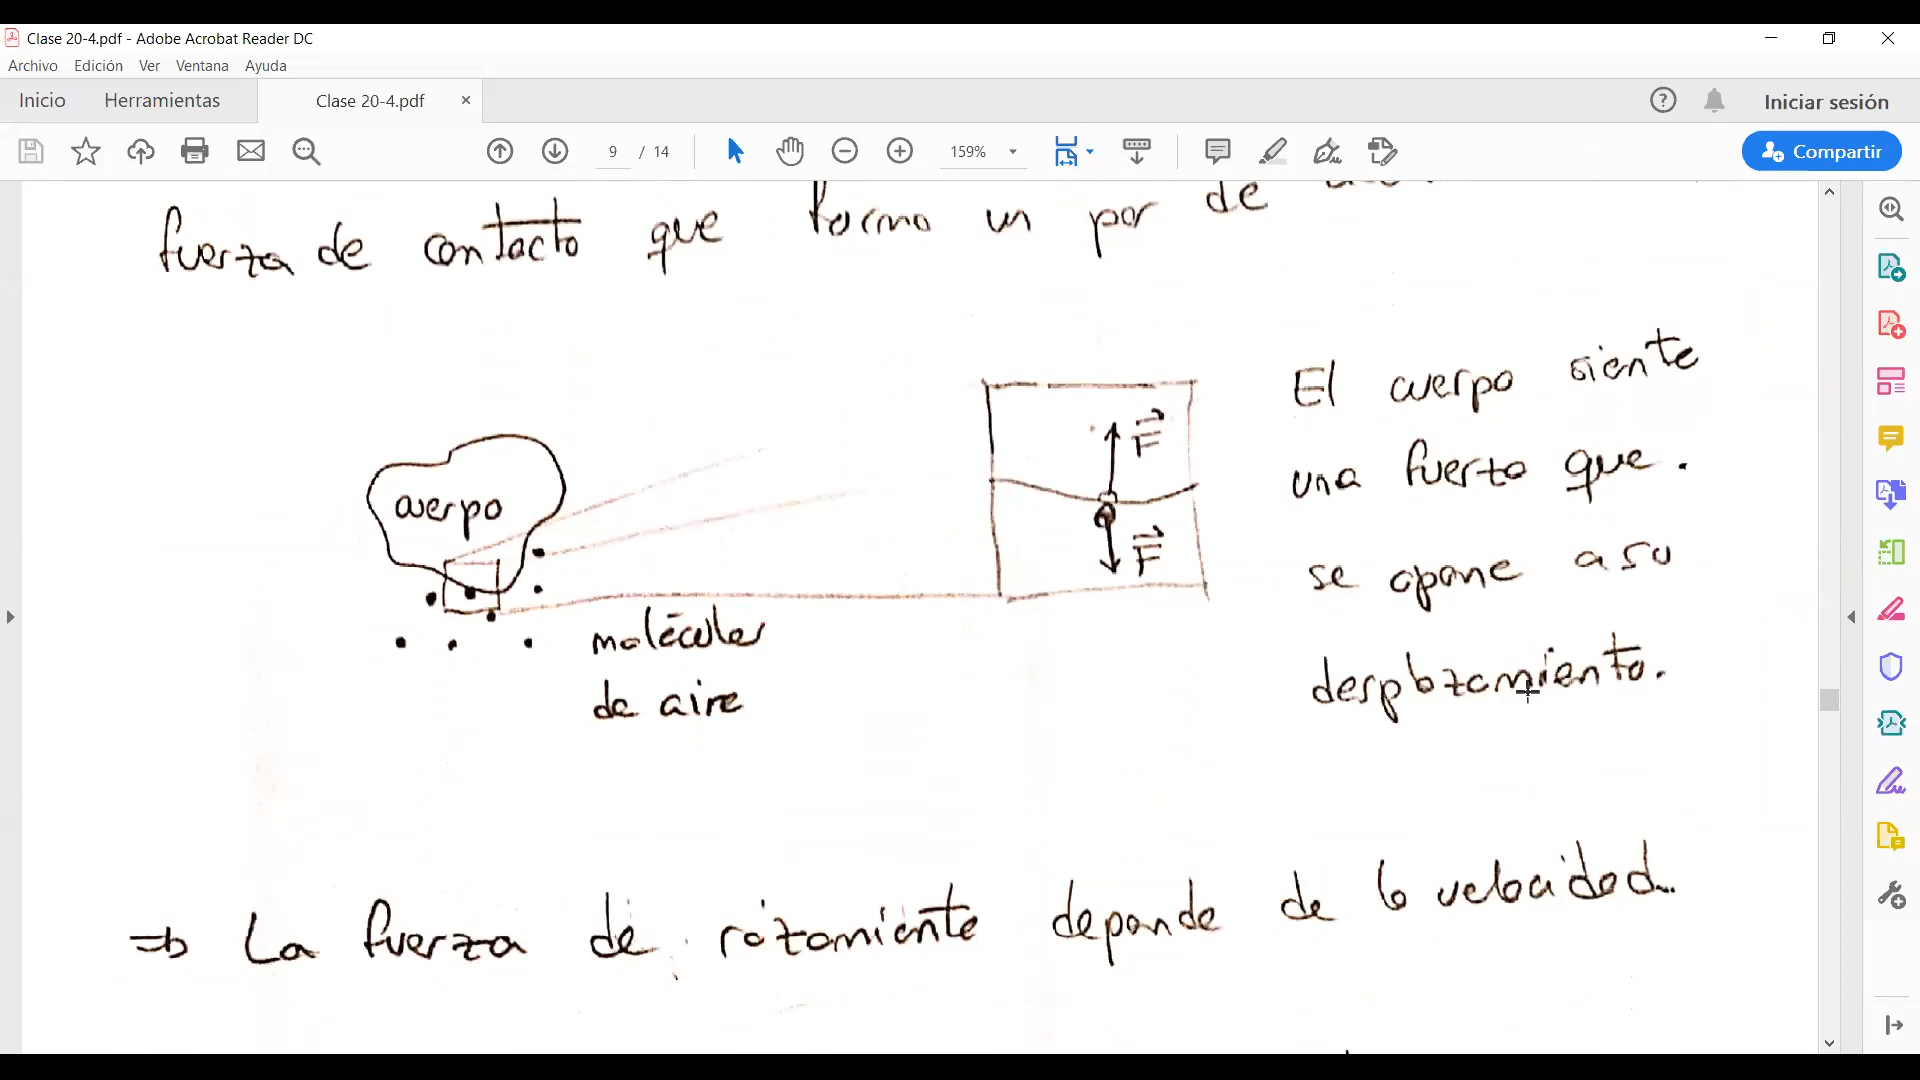 Clase 20-4.pdf - Adobe Acrobat Reader DC
Archivo Edición Ver Ventana Ayuda
Inicio Herramientas Clase 20-4.pdf × Iniciar sesión
9 / 14 159% Compartir
fuerza de contacto que forma un par de
El cuerpo siente
una fuerza que.
se opone a su
desplazamiento.
cuerpo
F
F
moléculas
de aire
⇒ La fuerza de rozamiento depende de la velocidad..